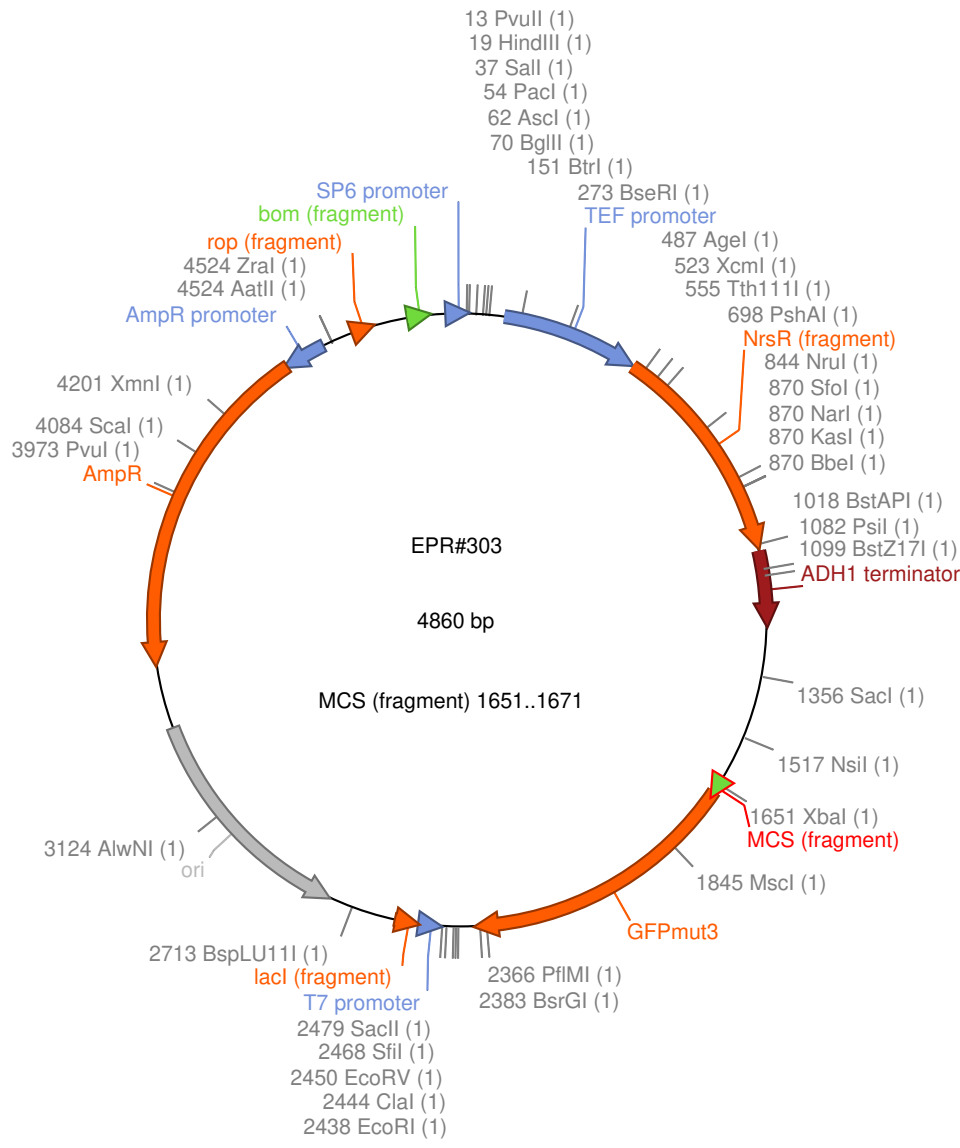 13 PvuII (1)
19 HindIII (1)
37 SalI (1)
54 PacI (1)
62 AscI (1)
70 BglII (1)
151 BtrI (1)
273 BseRI (1)
SP6 promoter
bom (fragment)
TEF promoter
rop (fragment)
487 AgeI (1)
4524 ZraI (1)
523 XcmI (1)
4524 AatII (1)
555 Tth111I (1)
AmpR promoter
698 PshAI (1)
NrsR (fragment)
844 NruI (1)
4201 XmnI (1)
870 SfoI (1)
870 NarI (1)
4084 ScaI (1)
870 KasI (1)
3973 PvuI (1)
870 BbeI (1)
AmpR
1018 BstAPI (1)
1082 PsiI (1)
EPR#303
1099 BstZ17I (1)
ADH1 terminator
4860 bp
MCS (fragment) 1651..1671
1356 SacI (1)
1517 NsiI (1)
1651 XbaI (1)
MCS (fragment)
3124 AlwNI (1)
ori
1845 MscI (1)
GFPmut3
2713 BspLU11I (1)
lacI (fragment)
2366 PflMI (1)
T7 promoter
2383 BsrGI (1)
2479 SacII (1)
2468 SfiI (1)
2450 EcoRV (1)
2444 ClaI (1)
2438 EcoRI (1)